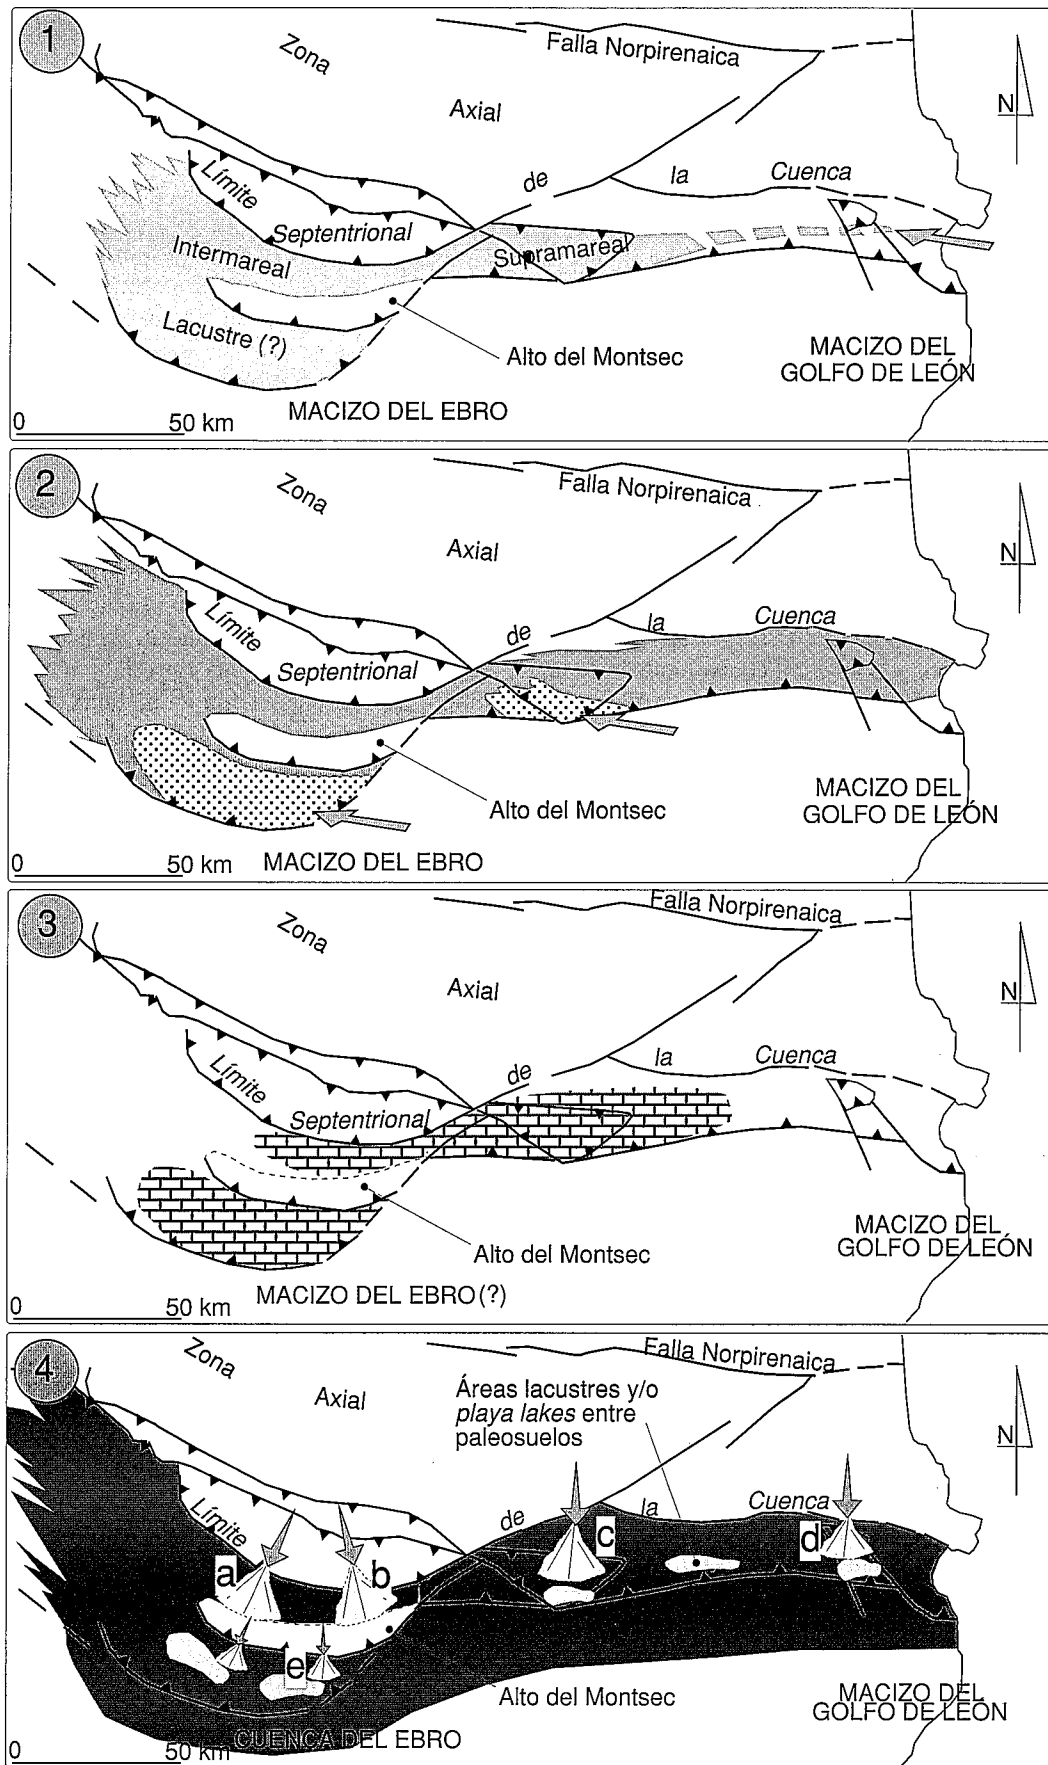 1
Zona
Falla Norpirenaica
Axial
N
de
la
Cuenca
Límite
Septentrional
Intermareal
Supramareal
Lacustre (?)
Alto del Montsec
MACIZO DEL
GOLFO DE LEÓN
MACIZO DEL EBRO
0
50 km
2
Zona
Falla Norpirenaica
Axial
N
de
la
Cuenca
Límite
Septentrional
Alto del Montsec
MACIZO DEL
GOLFO DE LEÓN
0
50 km
MACIZO DEL EBRO
3
Zona
Falla Norpirenaica
Axial
N
de
la
Cuenca
Límite
Septentrional
Alto del Montsec
MACIZO DEL
GOLFO DE LEÓN
MACIZO DEL EBRO (?)
0
50 km
4
Zona
Falla Norpirenaica
Axial
Áreas lacustres y/o
playa lakes entre
paleosuelos
N
de
la
Cuenca
Límite
a
b
c
d
e
Alto del Montsec
MACIZO DEL
GOLFO DE LEÓN
CUENCA DEL EBRO
0
50 km